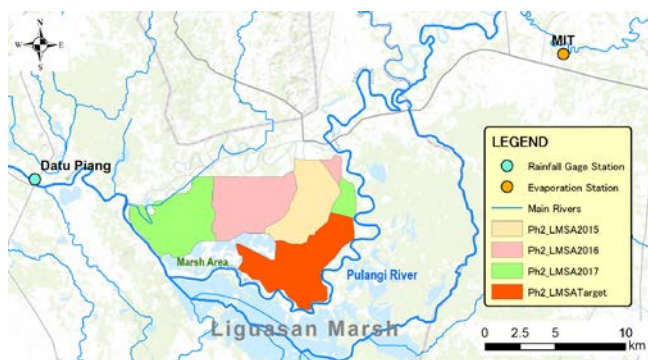 N
W E
S
MIT
Datu Piang
Marsh Area
Pulangi River
Liguasan Marsh
LEGEND
Rainfall Gage Station
Evaporation Station
Main Rivers
Ph2_LMSA2015
Ph2_LMSA2016
Ph2_LMSA2017
Ph2_LMSATarget
0 2.5 5 10
km